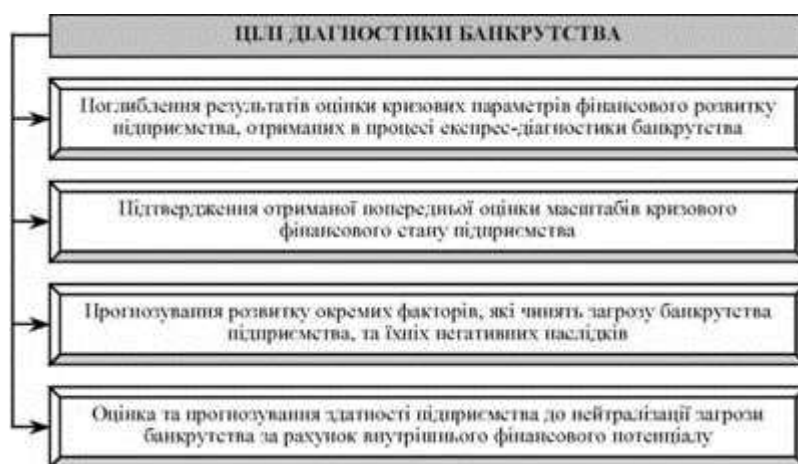 ЦІЛІ ДІАГНОСТИКИ БАНКРУТСТВА
Поглиблення результатів оцінки кризових параметрів фінансового розвитку
підприємства, отриманих в процесі експрес-діагностики банкрутства
Підтвердження отриманої попередньої оцінки масштабів кризового
фінансового стану підприємства
Прогнозування розвитку окремих факторів, які чинять загрозу банкрутства
підприємства, та їхніх негативних наслідків
Оцінка та прогнозування здатності підприємства до нейтралізації загрози
банкрутства за рахунок внутрішнього фінансового потенціалу